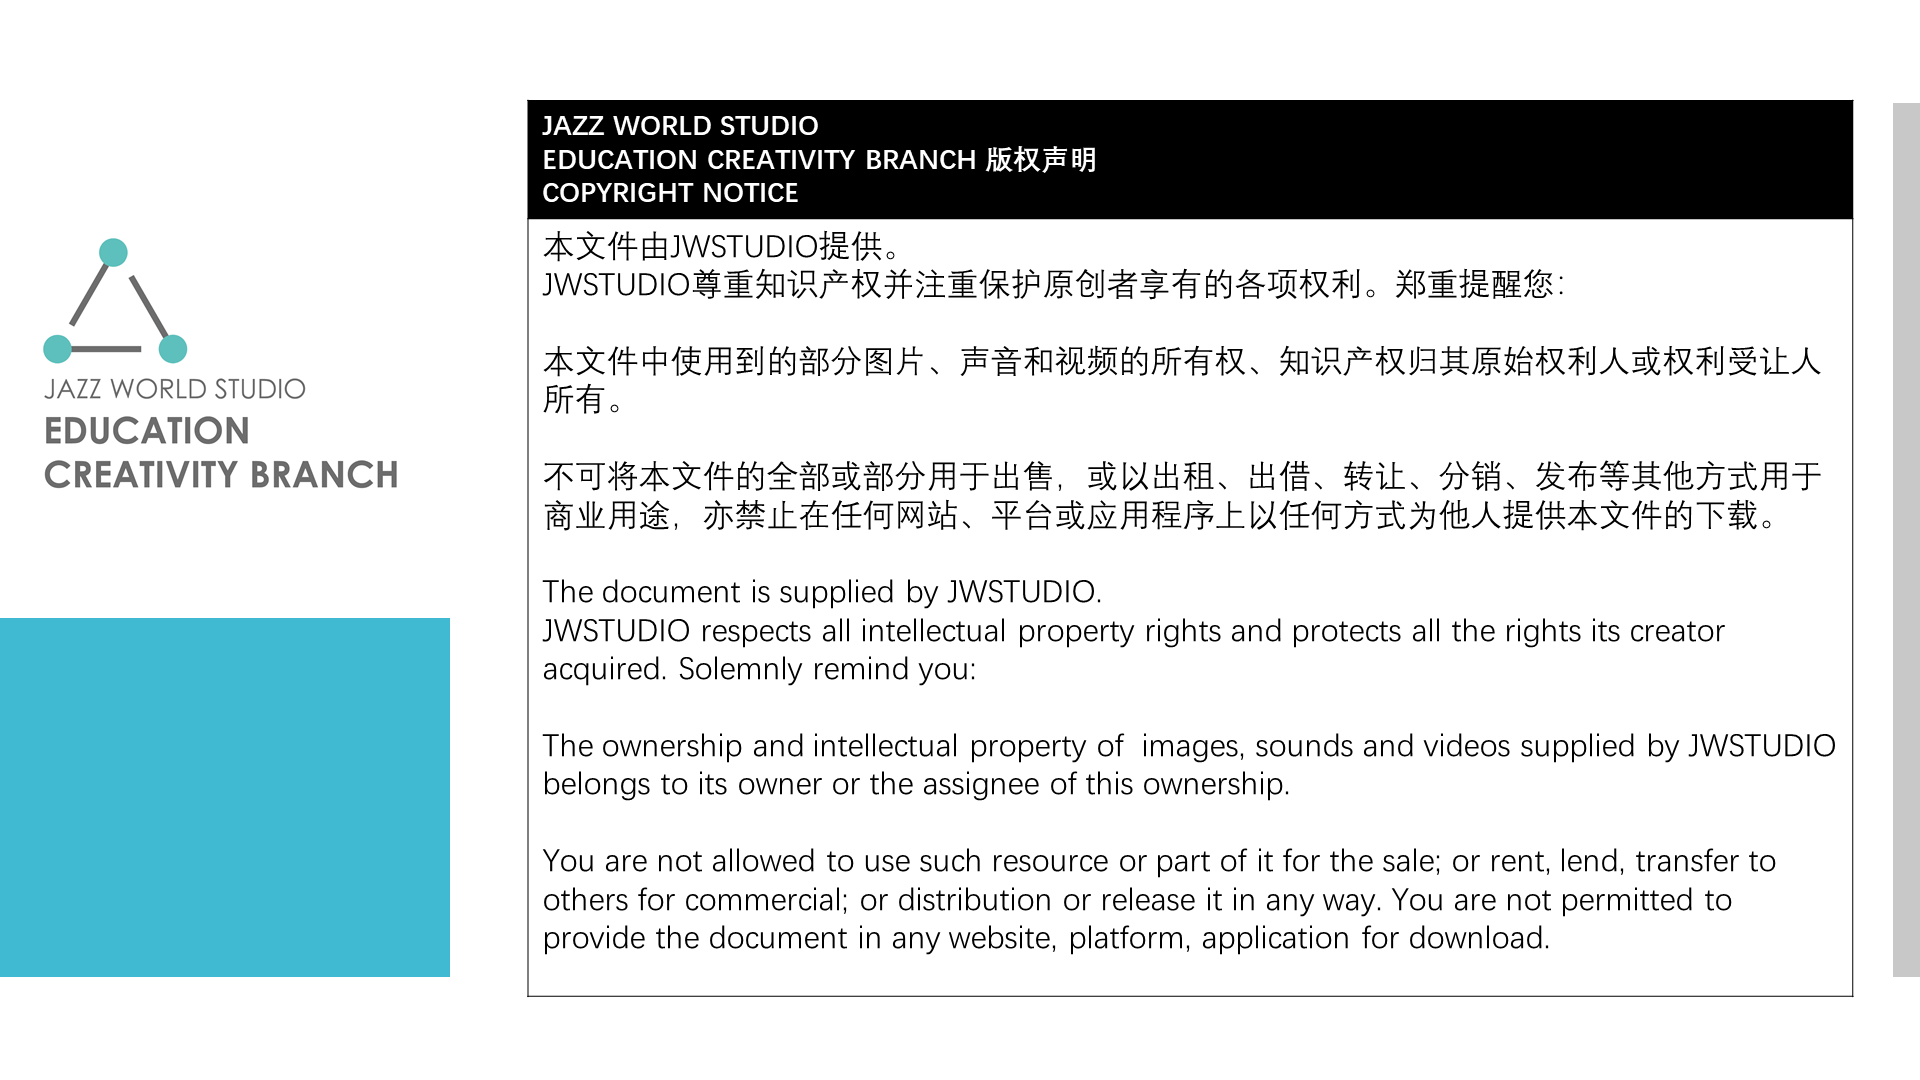 JAZZ WORLD STUDIO
EDUCATION
CREATIVITY BRANCH
JAZZ WORLD STUDIO
EDUCATION CREATIVITY BRANCH 版权声明
COPYRIGHT NOTICE
本文件由JWSTUDIO提供。
JWSTUDIO尊重知识产权并注重保护原创者享有的各项权利。郑重提醒您：
本文件中使用到的部分图片、声音和视频的所有权、知识产权归其原始权利人或权利受让人
所有。
不可将本文件的全部或部分用于出售，或以出租、出借、转让、分销、发布等其他方式用于
商业用途，亦禁止在任何网站、平台或应用程序上以任何方式为他人提供本文件的下载。
The document is supplied by JWSTUDIO.
JWSTUDIO respects all intellectual property rights and protects all the rights its creator
acquired. Solemnly remind you:
The ownership and intellectual property of  images, sounds and videos supplied by JWSTUDIO
belongs to its owner or the assignee of this ownership.
You are not allowed to use such resource or part of it for the sale; or rent, lend, transfer to
others for commercial; or distribution or release it in any way. You are not permitted to
provide the document in any website, platform, application for download.